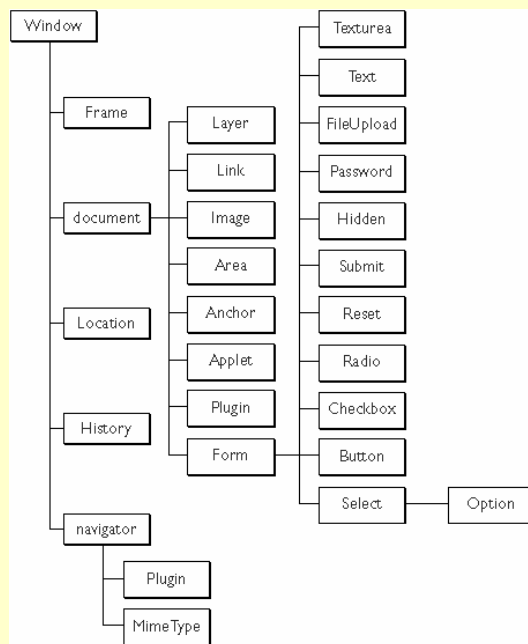 Window
Frame
document
Location
History
navigator
Plugin
MimeType
Layer
Link
Image
Area
Anchor
Applet
Plugin
Form
Texturea
Text
FileUpload
Password
Hidden
Submit
Reset
Radio
Checkbox
Button
Select
Option